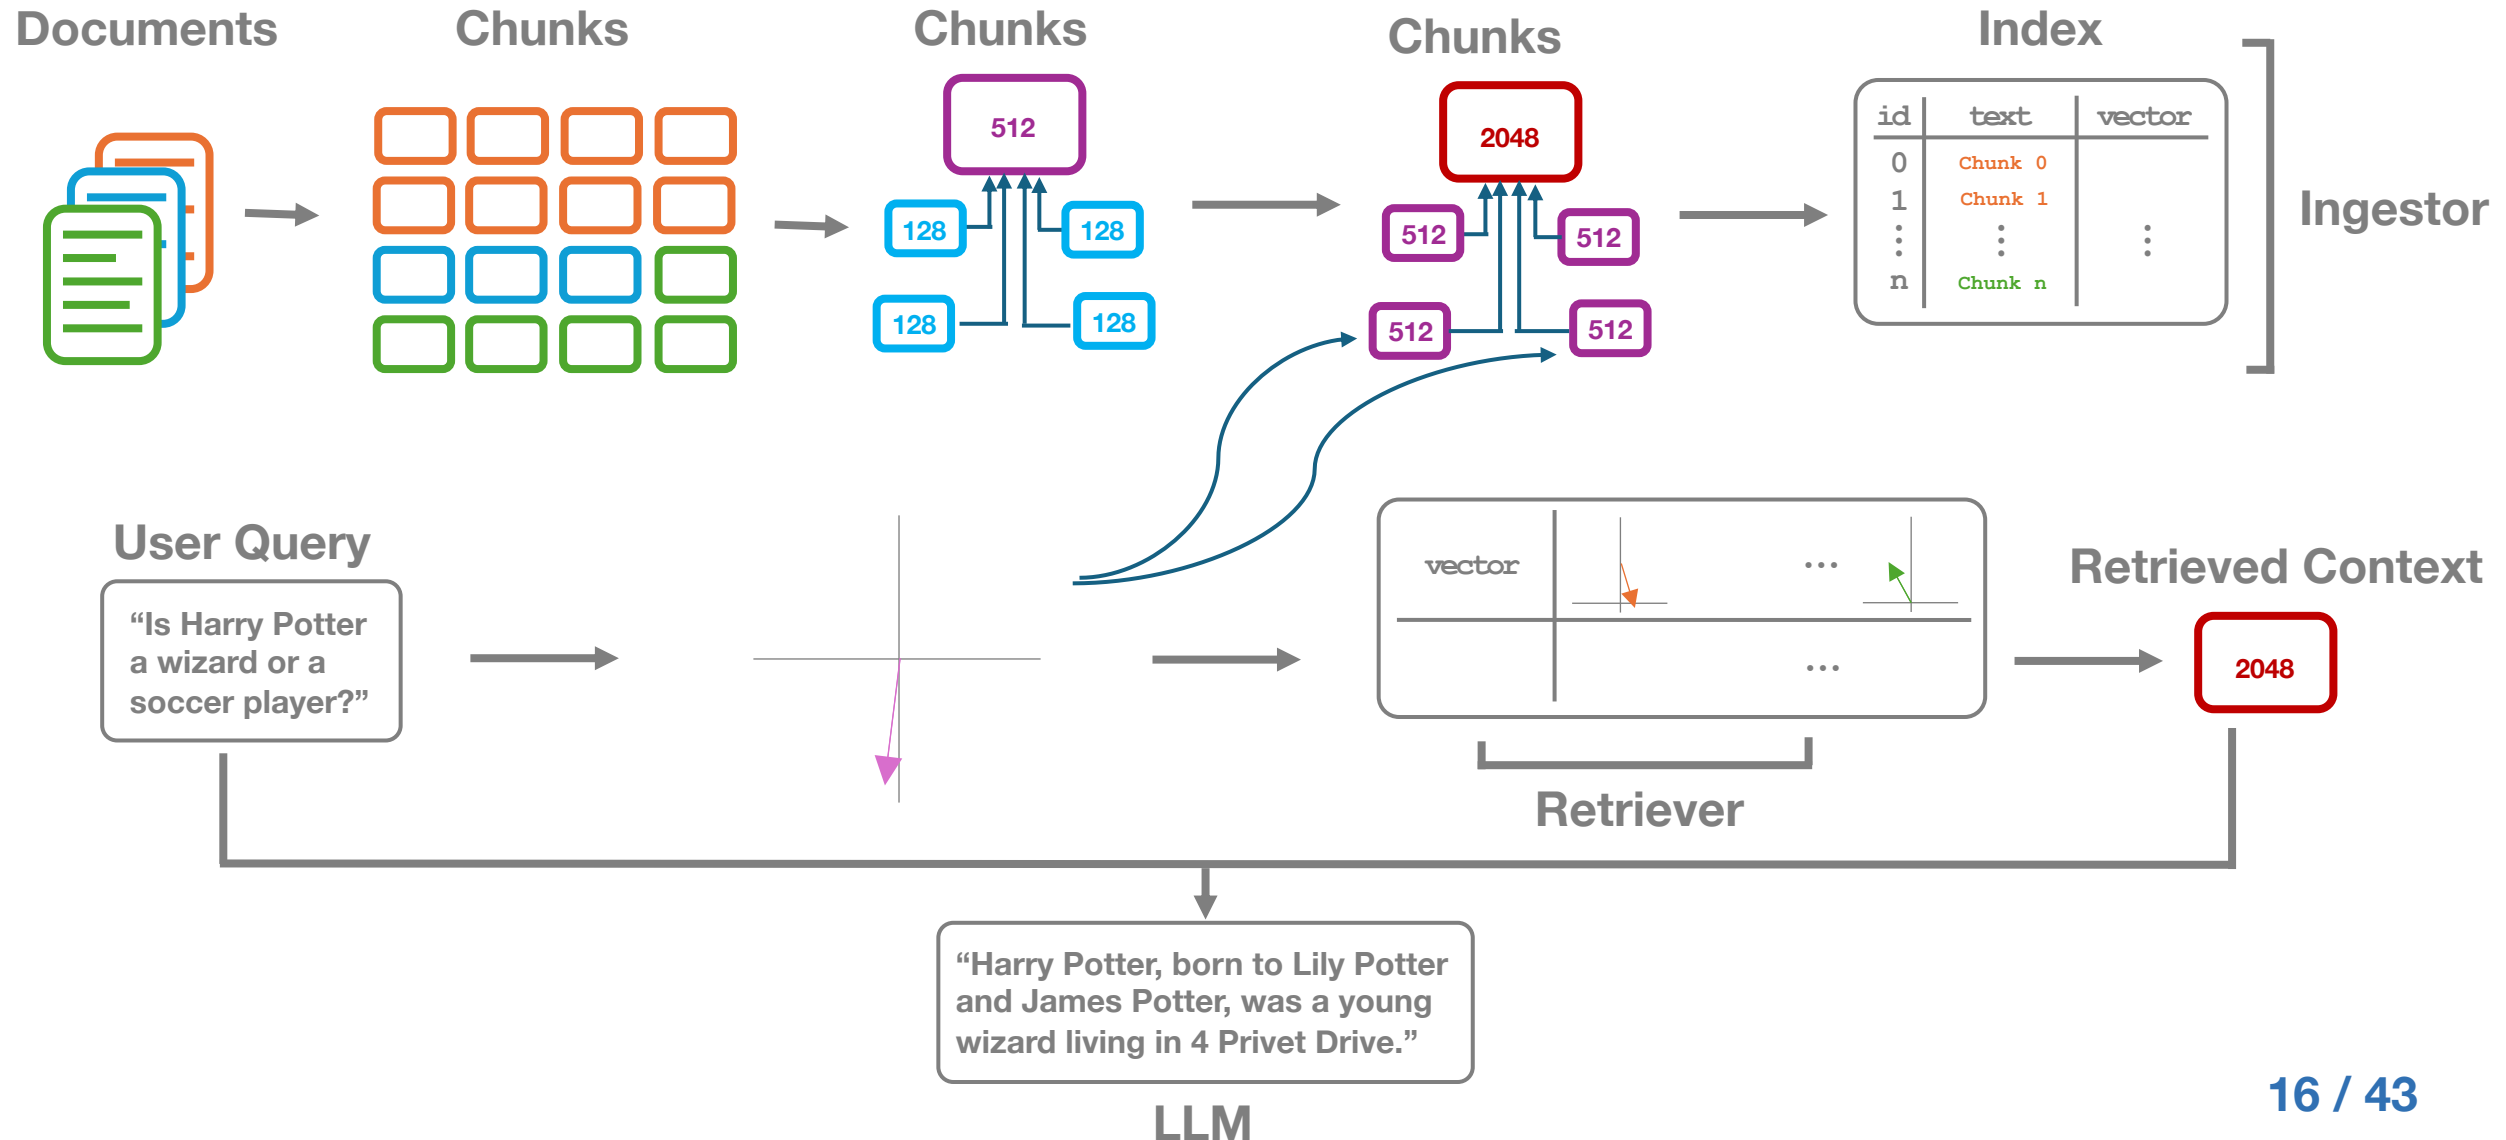 Documents
Chunks
Chunks
Chunks
Index
512
128
128
128
128
2048
512
512
512
512
id text vector
0 Chunk 0
1 Chunk 1
⋮ ⋮ ⋮
n Chunk n
Ingestor
User Query
“Is Harry Potter
a wizard or a
soccer player?”
vector ...
...
Retriever
Retrieved Context
2048
“Harry Potter, born to Lily Potter
and James Potter, was a young
wizard living in 4 Privet Drive.”
LLM
16 / 43